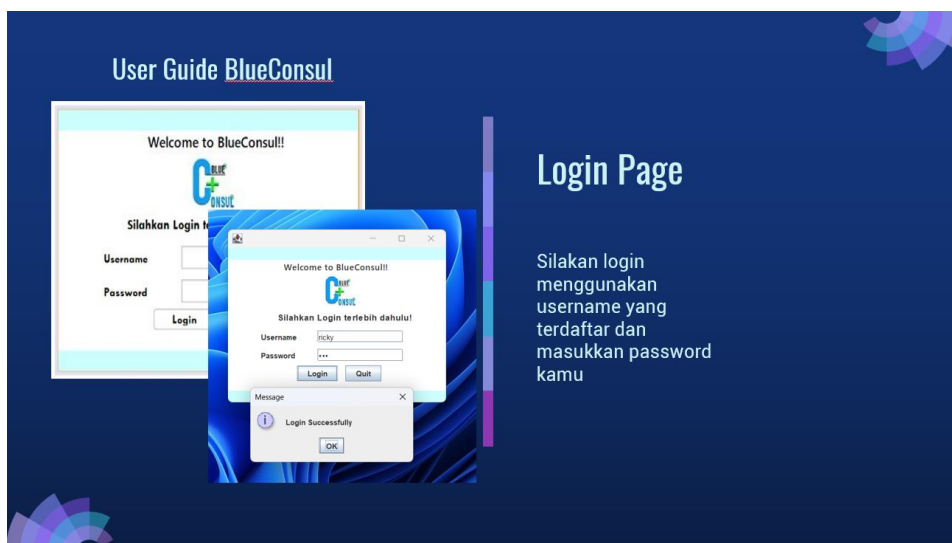 User Guide BlueConsul
Welcome to BlueConsul!!
BLUE
CONSUL
Silahkan Login te
Username
Password
Login
Welcome to BlueConsul!!
BLUE
CONSUL
Silahkan Login terlebih dahulu!
Username
ricky
Password
•••
Login Quit
Message
Login Successfully
OK
Login Page
Silakan login
menggunakan
username yang
terdaftar dan
masukkan password
kamu